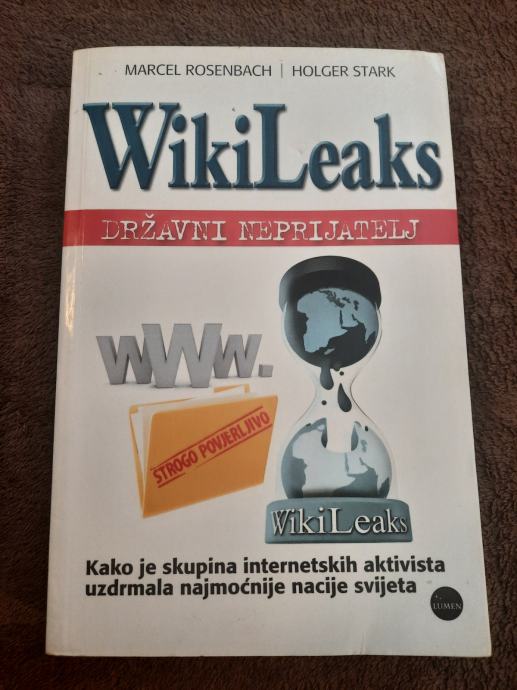 MARCEL ROSENBACH | HOLGER STARK
WikiLeaks
DRŽAVNI NEPRIJATELJ
WWW.
STROGO POVJERLJIVO
WikiLeaks
Kako je skupina internetskih aktivista
uzdrmala najmoćnije nacije svijeta
LUMEN